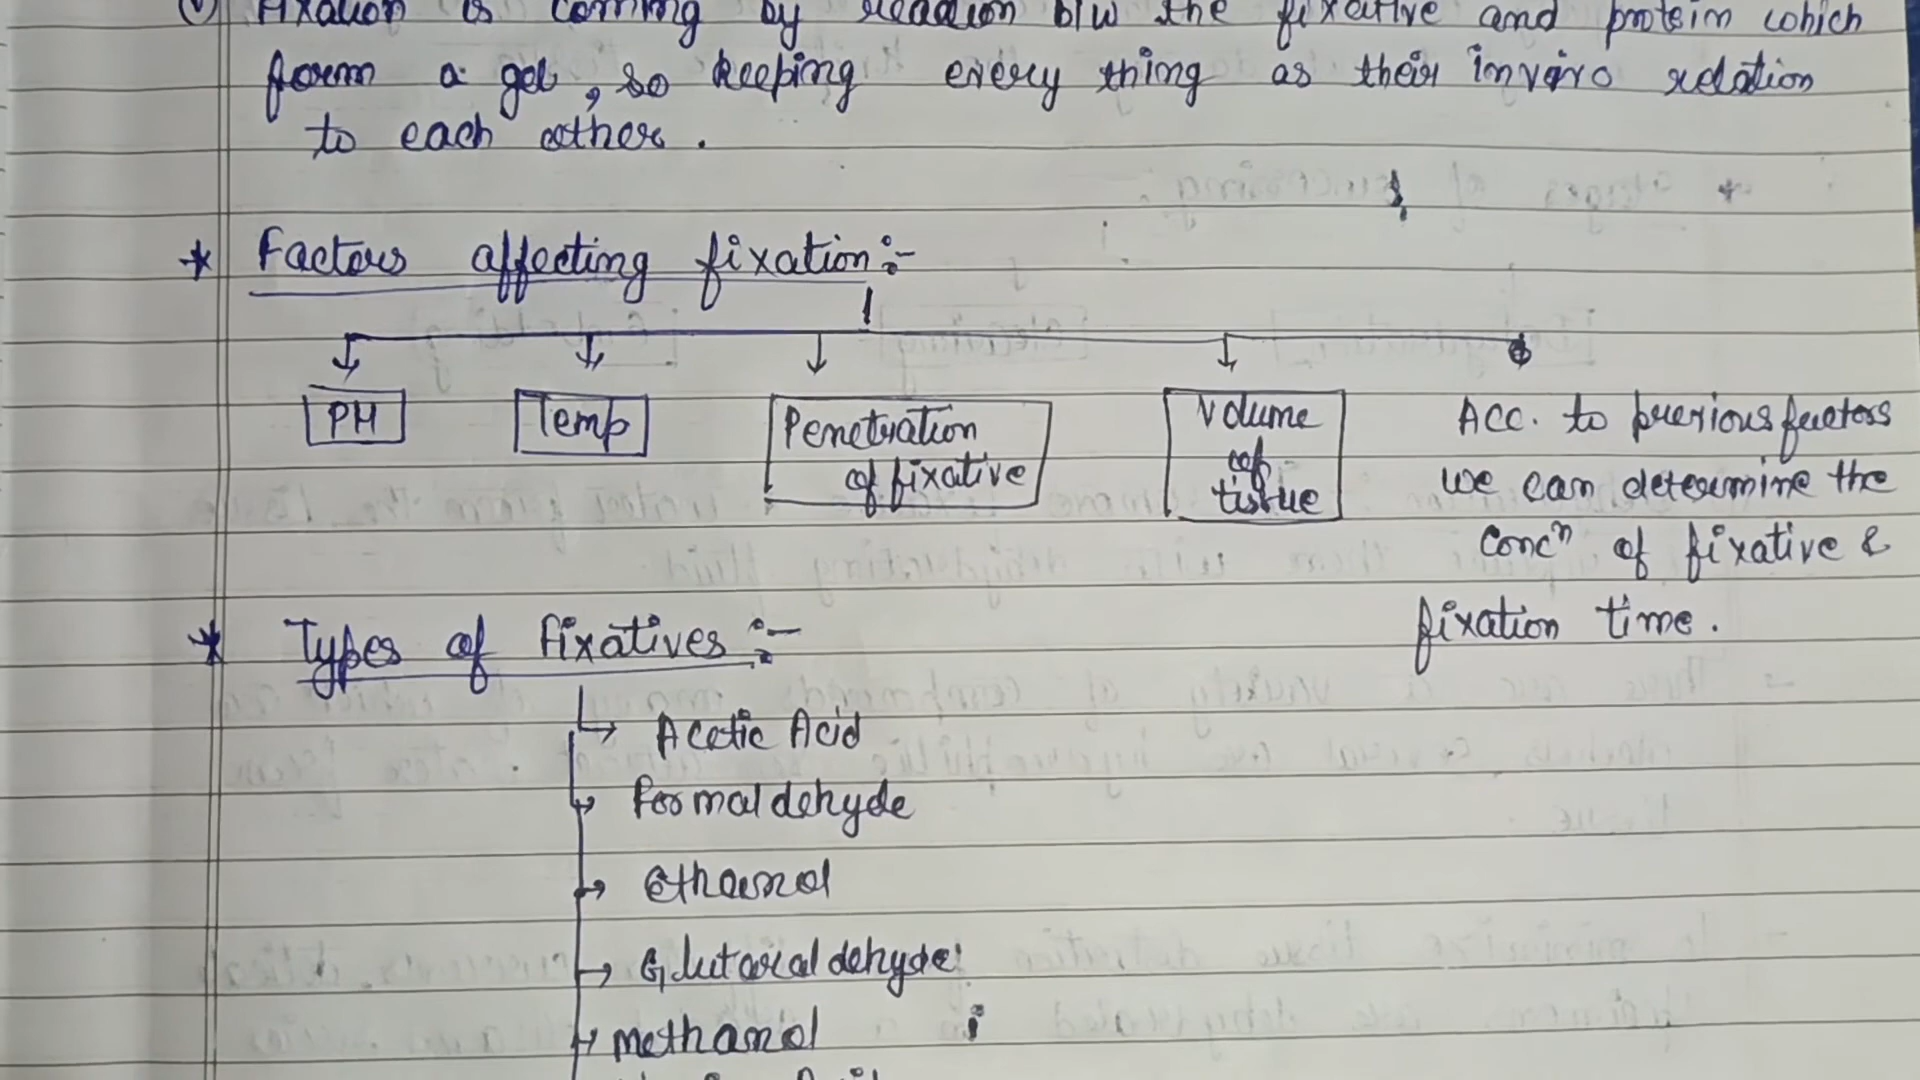 (v) Fixation is coming by reaction b/w the fixative and protein which
form a gel, so keeping every thing as their invivo relation
to each other.
* Factors affecting fixation :-
PH
Temp
Penetration
of fixative
Volume
of
tissue
Acc. to previous factors
we can determine the
concⁿ of fixative &
fixation time.
* Types of fixatives :-
Acetic Acid
Formaldehyde
Ethanol
Glutaraldehyde
methanol